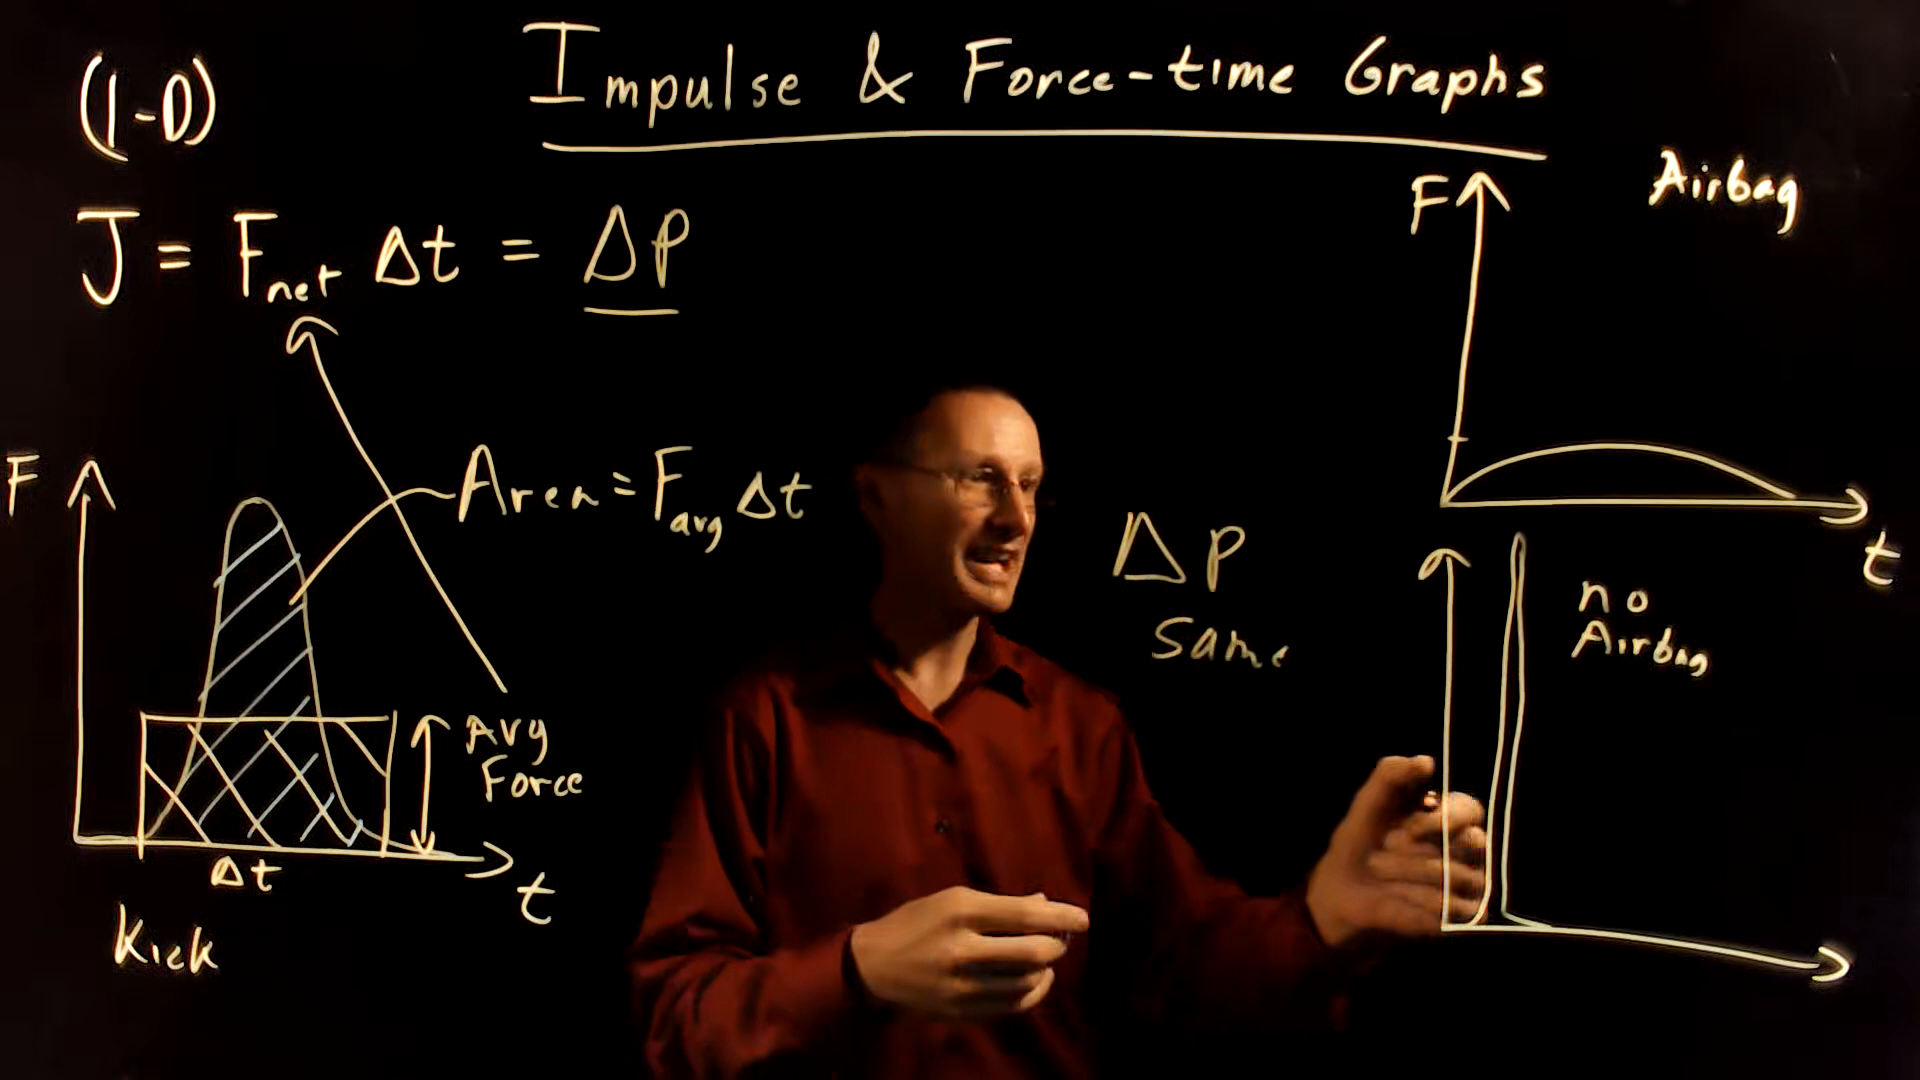 (1-D)
Impulse & Force-time Graphs
J = Fnet Δt = ΔP
F
Area = Favg Δt
Avg
Force
Δt
t
Kick
ΔP
Same
F
Airbag
t
no
Airbag